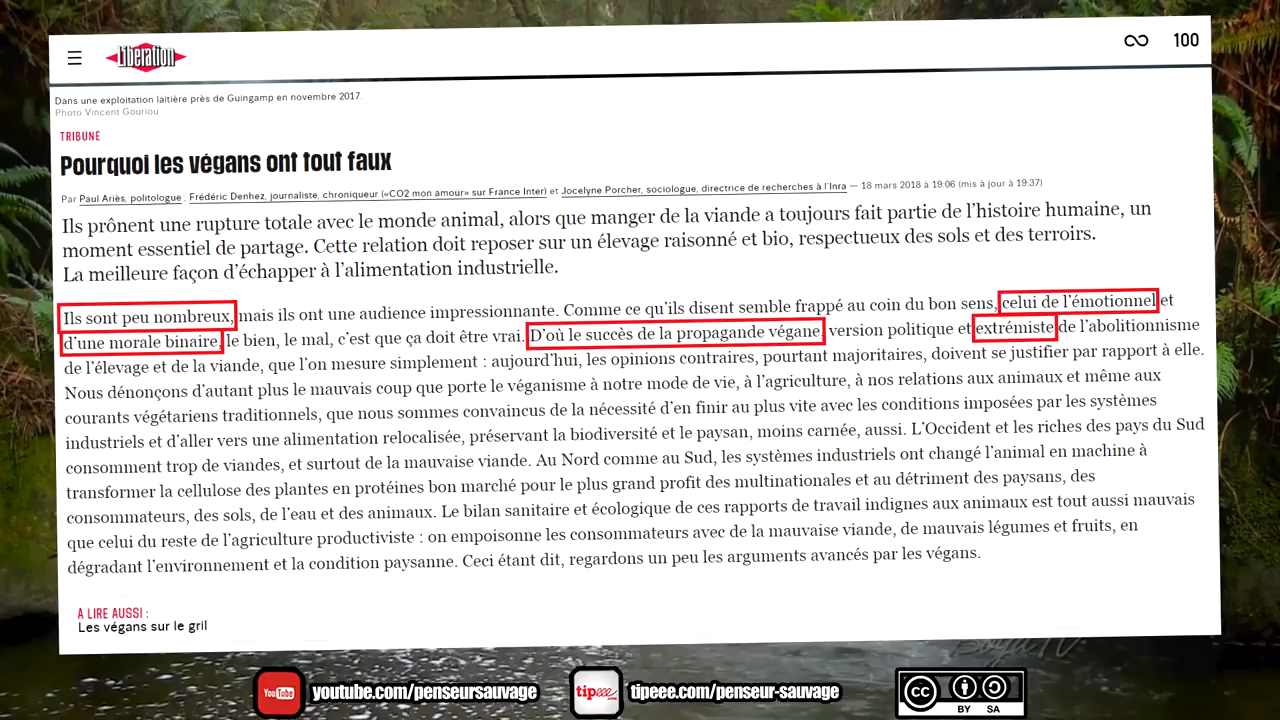 Libération
100
Dans une exploitation laitière près de Guingamp en novembre 2017.
Photo Vincent Gouriou
TRIBUNE
Pourquoi les végans ont tout faux
Par Paul Ariès, politologue , Frédéric Denhez, journaliste, chroniqueur («CO2 mon amour» sur France Inter) et Jocelyne Porcher, sociologue, directrice de recherches à l'Inra — 18 mars 2018 à 19:06 (mis à jour à 19:37)
Ils prônent une rupture totale avec le monde animal, alors que manger de la viande a toujours fait partie de l'histoire humaine, un
moment essentiel de partage. Cette relation doit reposer sur un élevage raisonné et bio, respectueux des sols et des terroirs.
La meilleure façon d'échapper à l'alimentation industrielle.
Ils sont peu nombreux, mais ils ont une audience impressionnante. Comme ce qu'ils disent semble frappé au coin du bon sens, celui de l'émotionnel et
d'une morale binaire, le bien, le mal, c'est que ça doit être vrai. D'où le succès de la propagande végane, version politique et extrémiste de l'abolitionnisme
de l'élevage et de la viande, que l'on mesure simplement : aujourd'hui, les opinions contraires, pourtant majoritaires, doivent se justifier par rapport à elle.
Nous dénonçons d'autant plus le mauvais coup que porte le véganisme à notre mode de vie, à l'agriculture, à nos relations aux animaux et même aux
courants végétariens traditionnels, que nous sommes convaincus de la nécessité d'en finir au plus vite avec les conditions imposées par les systèmes
industriels et d'aller vers une alimentation relocalisée, préservant la biodiversité et le paysan, moins carnée, aussi. L'Occident et les riches des pays du Sud
consomment trop de viandes, et surtout de la mauvaise viande. Au Nord comme au Sud, les systèmes industriels ont changé l'animal en machine à
transformer la cellulose des plantes en protéines bon marché pour le plus grand profit des multinationales et au détriment des paysans, des
consommateurs, des sols, de l'eau et des animaux. Le bilan sanitaire et écologique de ces rapports de travail indignes aux animaux est tout aussi mauvais
que celui du reste de l'agriculture productiviste : on empoisonne les consommateurs avec de la mauvaise viande, de mauvais légumes et fruits, en
dégradant l'environnement et la condition paysanne. Ceci étant dit, regardons un peu les arguments avancés par les végans.
A LIRE AUSSI :
Les végans sur le gril
YouTube
youtube.com/penseursauvage
tipeee
tipeee.com/penseur-sauvage
CC
BY SA